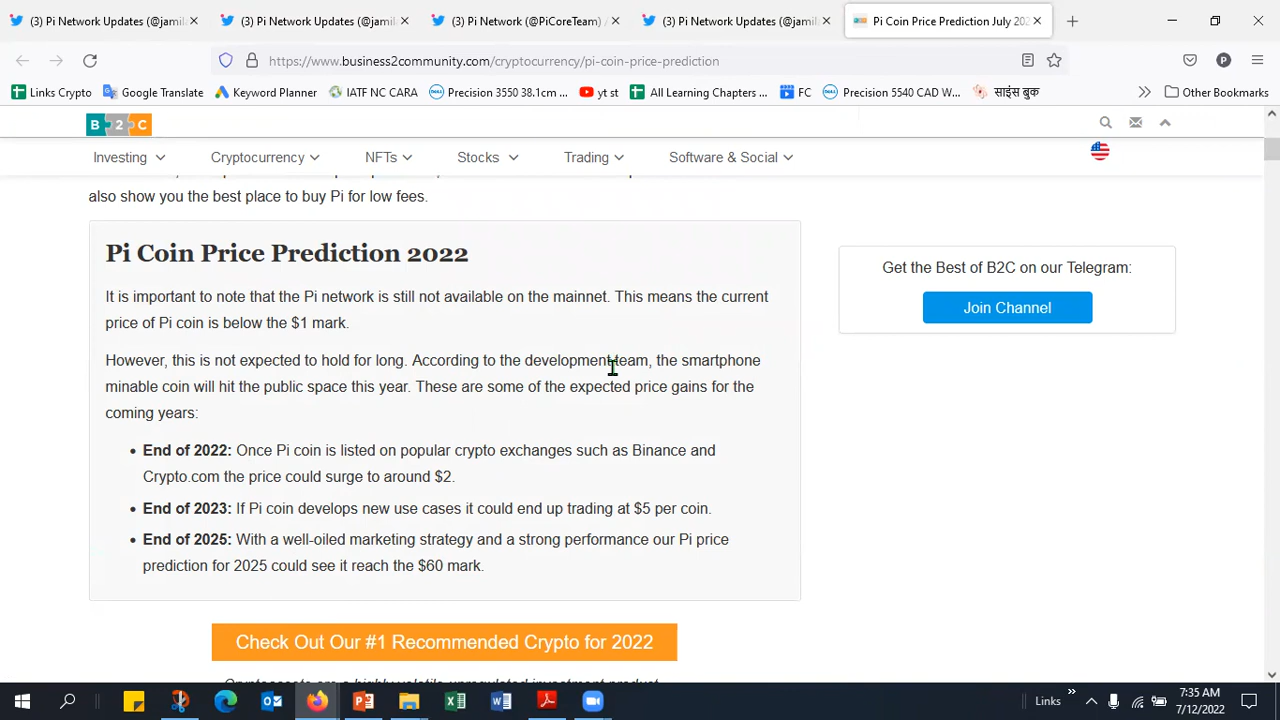 (3) Pi Network Updates (@jamil
(3) Pi Network Updates (@jamil
(3) Pi Network (@PiCoreTeam) /
(3) Pi Network Updates (@jamil
Pi Coin Price Prediction July 202
https://www.business2community.com/cryptocurrency/pi-coin-price-prediction
P
Links Crypto
Google Translate
Keyword Planner
IATF NC CARA
Precision 3550 38.1cm ...
yt st
All Learning Chapters ...
FC
Precision 5540 CAD W...
साइंस बुक
Other Bookmarks
B 2 C
Investing
Cryptocurrency
NFTs
Stocks
Trading
Software & Social
also show you the best place to buy Pi for low fees.
Pi Coin Price Prediction 2022
It is important to note that the Pi network is still not available on the mainnet. This means the current
price of Pi coin is below the $1 mark.
However, this is not expected to hold for long. According to the development team, the smartphone
minable coin will hit the public space this year. These are some of the expected price gains for the
coming years:
• End of 2022: Once Pi coin is listed on popular crypto exchanges such as Binance and
Crypto.com the price could surge to around $2.
• End of 2023: If Pi coin develops new use cases it could end up trading at $5 per coin.
• End of 2025: With a well-oiled marketing strategy and a strong performance our Pi price
prediction for 2025 could see it reach the $60 mark.
Get the Best of B2C on our Telegram:
Join Channel
Check Out Our #1 Recommended Crypto for 2022
Links
7:35 AM
7/12/2022